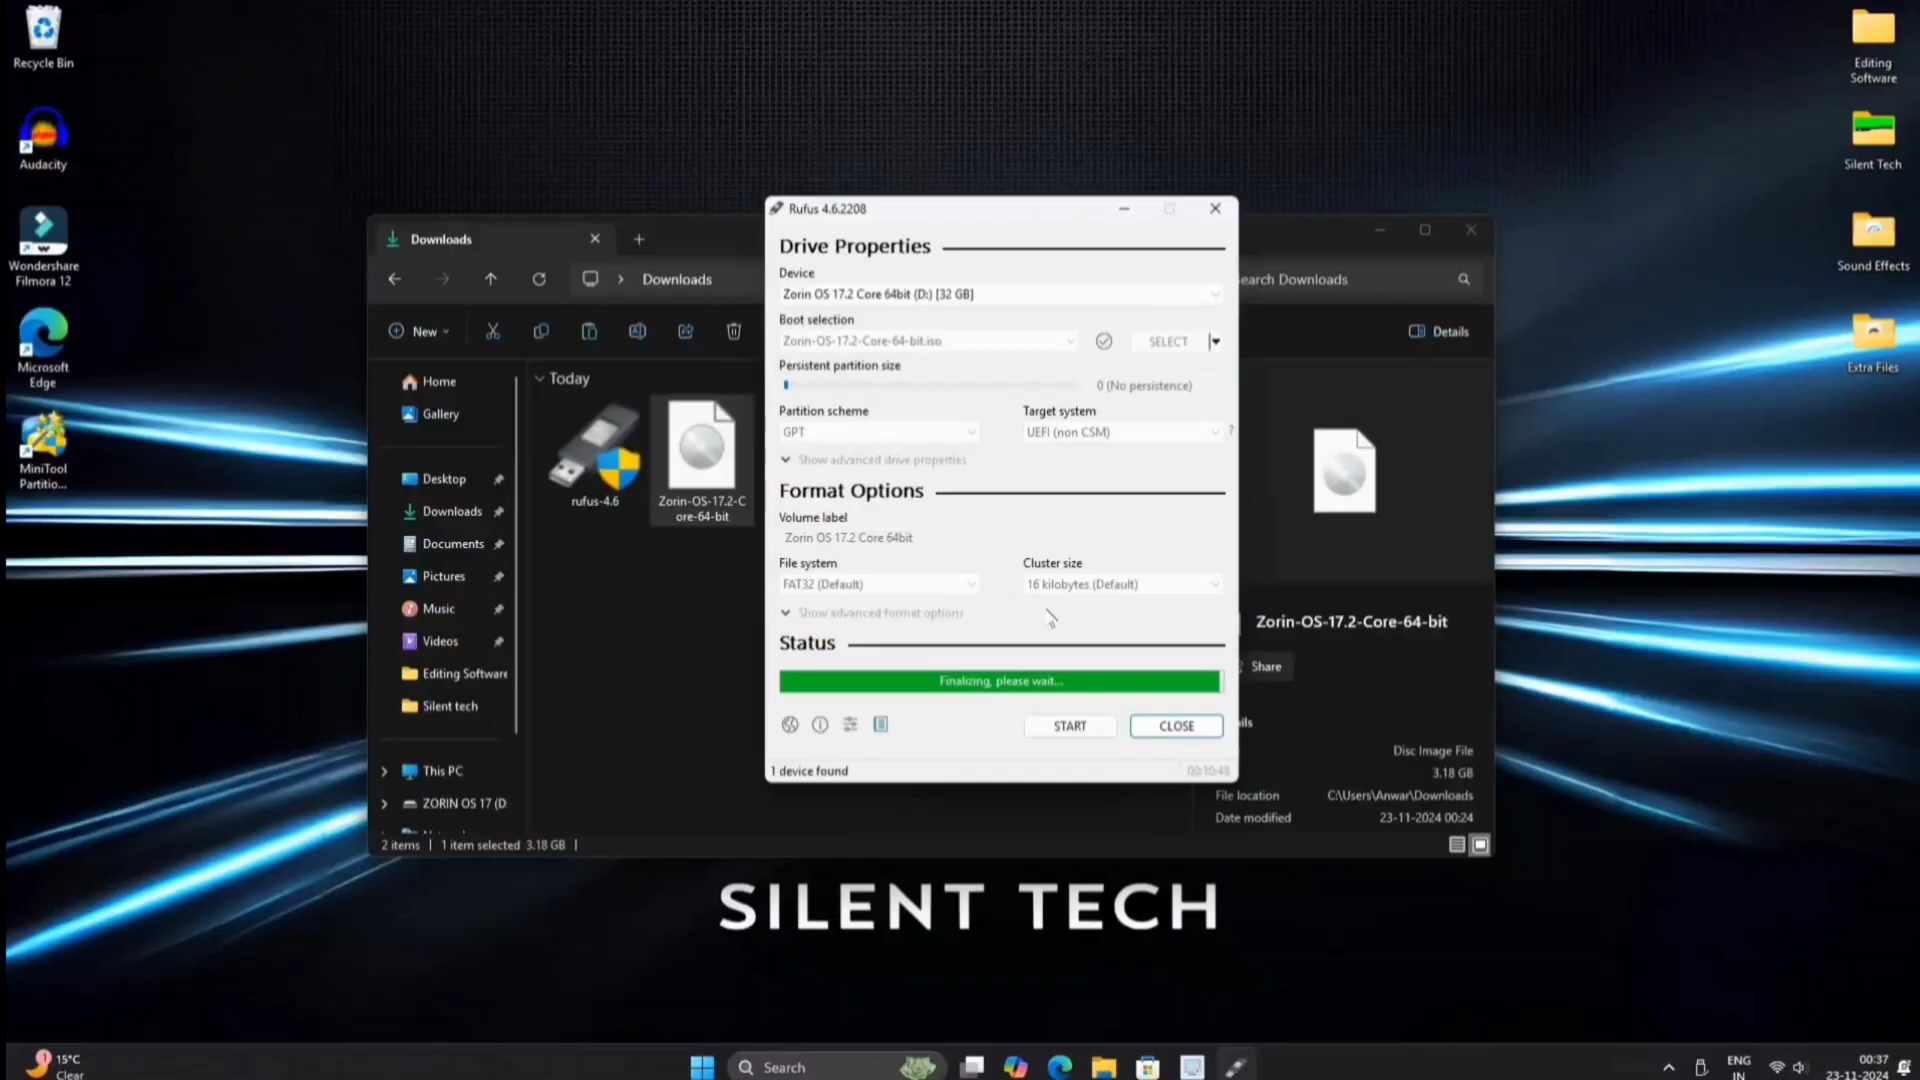 Recycle Bin
Audacity
Wondershare
Filmora 12
Microsoft
Edge
MiniTool
Partitio...
Editing
Software
Silent Tech
Sound Effects
Extra Files
Downloads
Downloads
Search Downloads
New
Details
Home
Gallery
Desktop
Downloads
Documents
Pictures
Music
Videos
Editing Software
Silent tech
This PC
ZORIN OS 17 (D:
Today
rufus-4.6
Zorin-OS-17.2-C
ore-64-bit
2 items | 1 item selected 3.18 GB |
Rufus 4.6.2208
Drive Properties
Device
Zorin OS 17.2 Core 64bit (D:) [32 GB]
Boot selection
Zorin-OS-17.2-Core-64-bit.iso
SELECT
Persistent partition size
0 (No persistence)
Partition scheme
Target system
GPT
UEFI (non CSM)
?
Show advanced drive properties
Format Options
Volume label
Zorin OS 17.2 Core 64bit
File system
Cluster size
FAT32 (Default)
16 kilobytes (Default)
Show advanced format options
Status
Finalizing, please wait...
START
CLOSE
1 device found
00:10:49
Zorin-OS-17.2-Core-64-bit
Share
ils
Disc Image File
3.18 GB
File location
C:\Users\Anwar\Downloads
Date modified
23-11-2024 00:24
SILENT TECH
1
15°C
Clear
Search
ENG
IN
00:37
23-11-2024